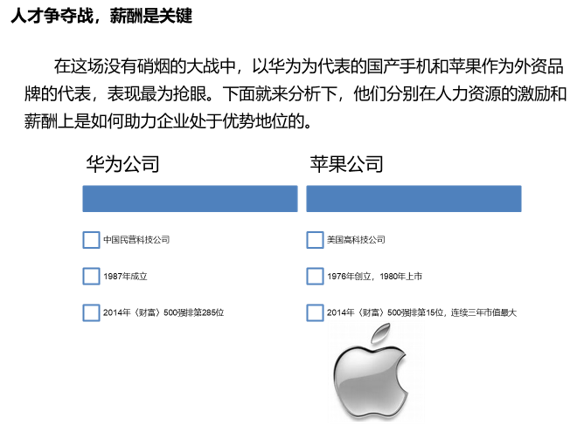 人才争夺战，薪酬是关键
在这场没有硝烟的大战中，以华为为代表的国产手机和苹果作为外资品
牌的代表，表现最为抢眼。下面就来分析下，他们分别在人力资源的激励和
薪酬上是如何助力企业处于优势地位的。
华为公司
中国民营科技公司
1987年成立
2014年《财富》500强排第285位
苹果公司
美国高科技公司
1976年创立，1980年上市
2014年《财富》500强排第15位，连续三年市值最大